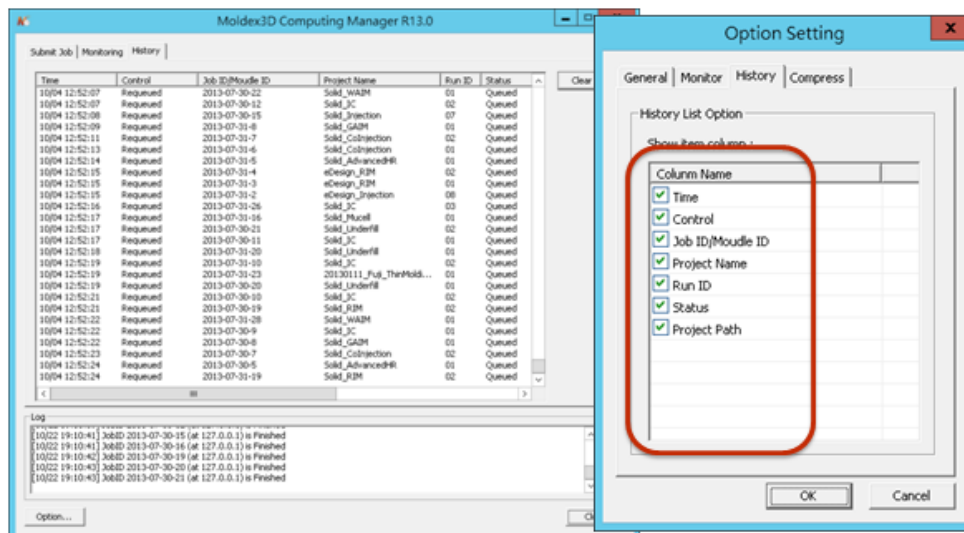 Moldex3D Computing Manager R13.0
Submit Job Monitoring History
Time Control Job ID/Moudle ID Project Name Run ID Status
10/04 12:52:07 Requeued 2013-07-30-22 Solid_WAIM 01 Queued
10/04 12:52:07 Requeued 2013-07-30-12 Solid_IC 02 Queued
10/04 12:52:08 Requeued 2013-07-30-15 Solid_Injection 07 Queued
10/04 12:52:09 Requeued 2013-07-31-8 Solid_GAIM 01 Queued
10/04 12:52:11 Requeued 2013-07-31-7 Solid_CoInjection 02 Queued
10/04 12:52:13 Requeued 2013-07-31-6 Solid_CoInjection 01 Queued
10/04 12:52:14 Requeued 2013-07-31-5 Solid_AdvancedHR 01 Queued
10/04 12:52:15 Requeued 2013-07-31-4 eDesign_RIM 02 Queued
10/04 12:52:15 Requeued 2013-07-31-3 eDesign_RIM 01 Queued
10/04 12:52:15 Requeued 2013-07-31-2 eDesign_Injection 08 Queued
10/04 12:52:16 Requeued 2013-07-31-26 Solid_IC 03 Queued
10/04 12:52:17 Requeued 2013-07-31-16 Solid_Mucell 01 Queued
10/04 12:52:17 Requeued 2013-07-30-21 Solid_Underfill 02 Queued
10/04 12:52:17 Requeued 2013-07-30-11 Solid_IC 01 Queued
10/04 12:52:18 Requeued 2013-07-31-20 Solid_Underfill 01 Queued
10/04 12:52:19 Requeued 2013-07-31-10 Solid_IC 02 Queued
10/04 12:52:19 Requeued 2013-07-31-23 20130111_Fuji_ThinMoldi... 01 Queued
10/04 12:52:19 Requeued 2013-07-30-20 Solid_Underfill 01 Queued
10/04 12:52:21 Requeued 2013-07-30-10 Solid_IC 02 Queued
10/04 12:52:21 Requeued 2013-07-30-19 Solid_RIM 02 Queued
10/04 12:52:22 Requeued 2013-07-31-28 Solid_WAIM 01 Queued
10/04 12:52:22 Requeued 2013-07-30-9 Solid_IC 01 Queued
10/04 12:52:22 Requeued 2013-07-30-8 Solid_GAIM 01 Queued
10/04 12:52:23 Requeued 2013-07-30-7 Solid_CoInjection 02 Queued
10/04 12:52:24 Requeued 2013-07-30-5 Solid_AdvancedHR 01 Queued
10/04 12:52:24 Requeued 2013-07-31-19 Solid_RIM 02 Queued
Clear
Log
[10/22 19:10:41] JobID 2013-07-30-15 (at 127.0.0.1) is Finished
[10/22 19:10:41] JobID 2013-07-30-16 (at 127.0.0.1) is Finished
[10/22 19:10:42] JobID 2013-07-30-19 (at 127.0.0.1) is Finished
[10/22 19:10:43] JobID 2013-07-30-20 (at 127.0.0.1) is Finished
[10/22 19:10:43] JobID 2013-07-30-21 (at 127.0.0.1) is Finished
Option...
Option Setting
General Monitor History Compress
History List Option
Show item column :
Colunm Name
Time
Control
Job ID/Moudle ID
Project Name
Run ID
Status
Project Path
OK Cancel